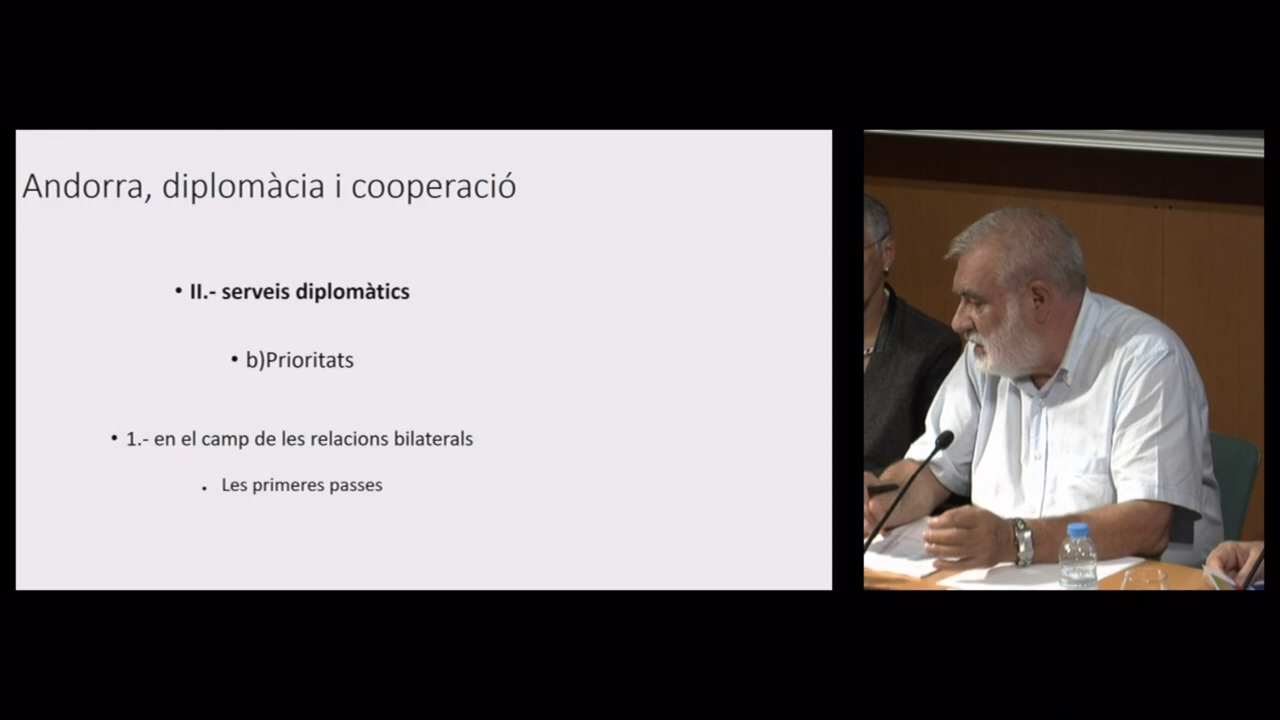 Andorra, diplomàcia i cooperació
• II.- serveis diplomàtics
• b)Prioritats
• 1.- en el camp de les relacions bilaterals
• Les primeres passes